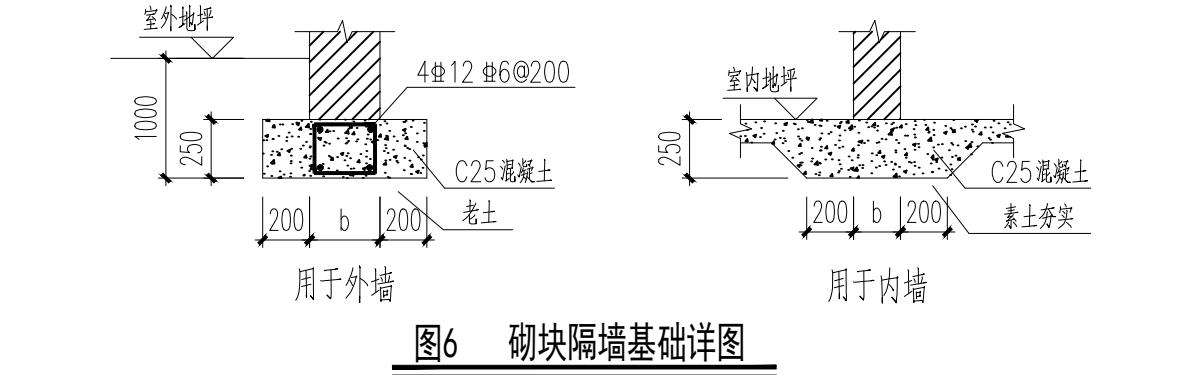 室外地坪
4Φ12 Φ6@200
1000
250
C25混凝土
老土
200 b 200
用于外墙
室内地坪
250
C25混凝土
素土夯实
200 b 200
用于内墙
图6 砌块隔墙基础详图